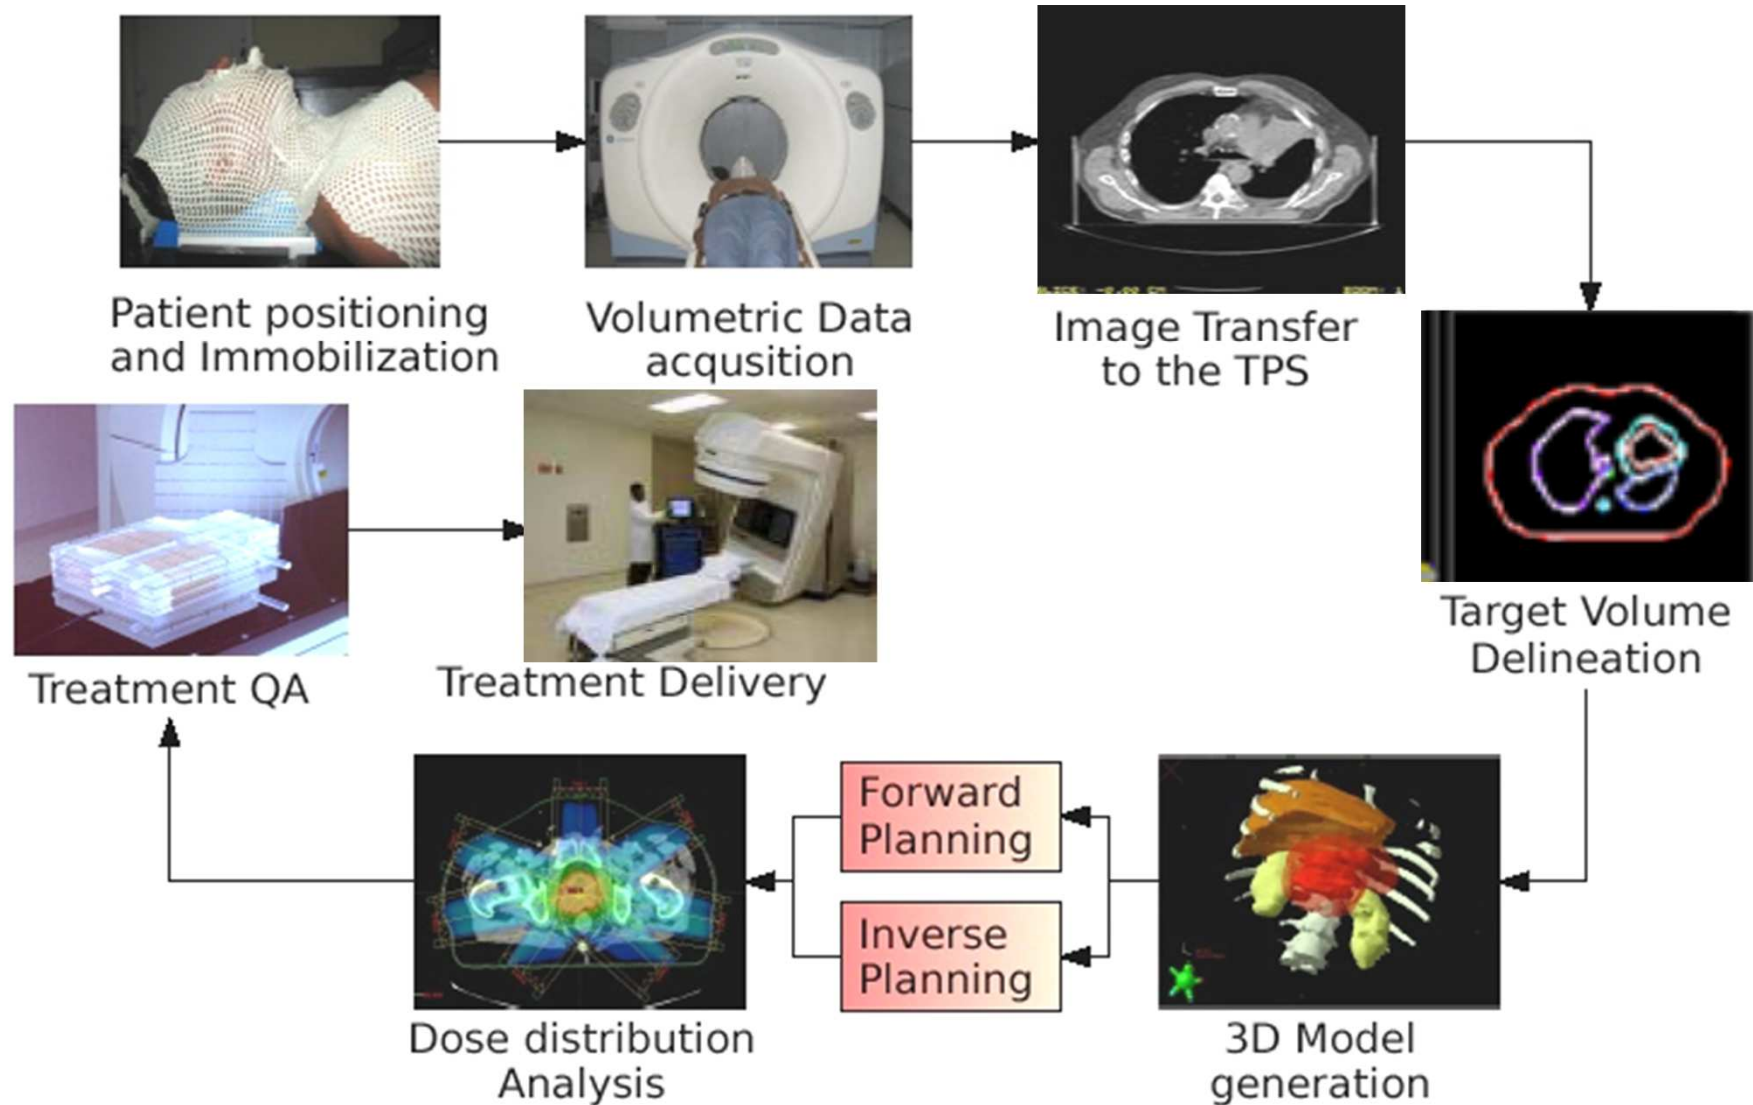 Patient positioning
and Immobilization
Volumetric Data
acqusition
Image Transfer
to the TPS
Target Volume
Delineation
3D Model
generation
Forward
Planning
Inverse
Planning
Dose distribution
Analysis
Treatment QA
Treatment Delivery